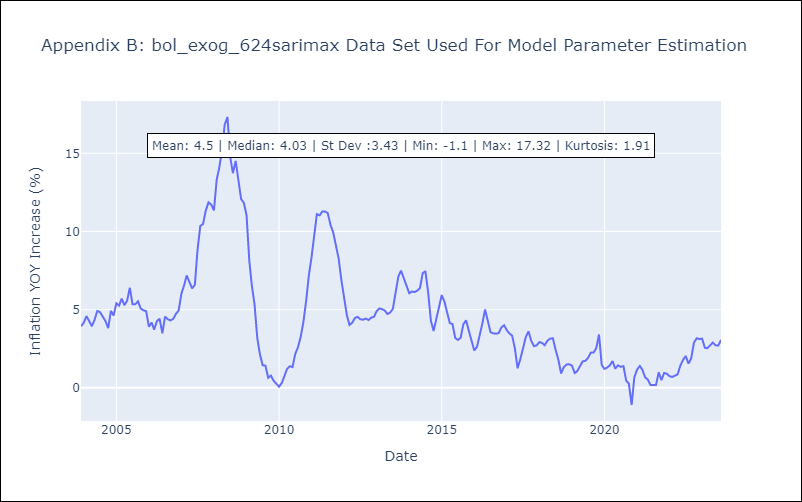 Appendix B: bol_exog_624sarimax Data Set Used For Model Parameter Estimation
Mean: 4.5 | Median: 4.03 | St Dev :3.43 | Min: -1.1 | Max: 17.32 | Kurtosis: 1.91
Inflation YOY Increase (%)
15
10
5
0
2005
2010
2015
2020
Date